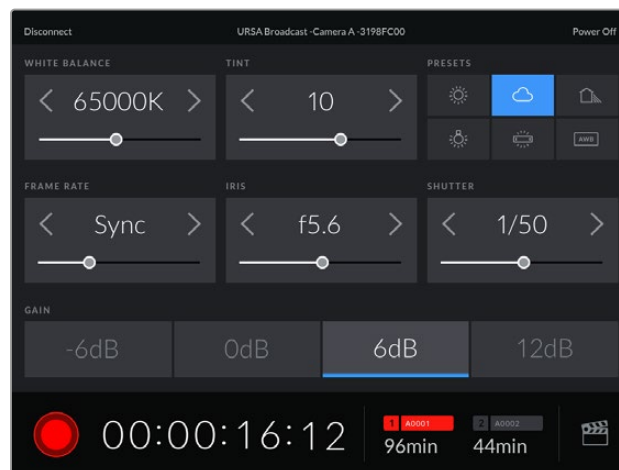 Disconnect URSA Broadcast -Camera A -3198FC00 Power Off
WHITE BALANCE TINT PRESETS
65000K 10
AWB
FRAME RATE IRIS SHUTTER
Sync f5.6 1/50
GAIN
-6dB 0dB 6dB 12dB
00:00:16:12 1 A0001 2 A0002
96min 44min